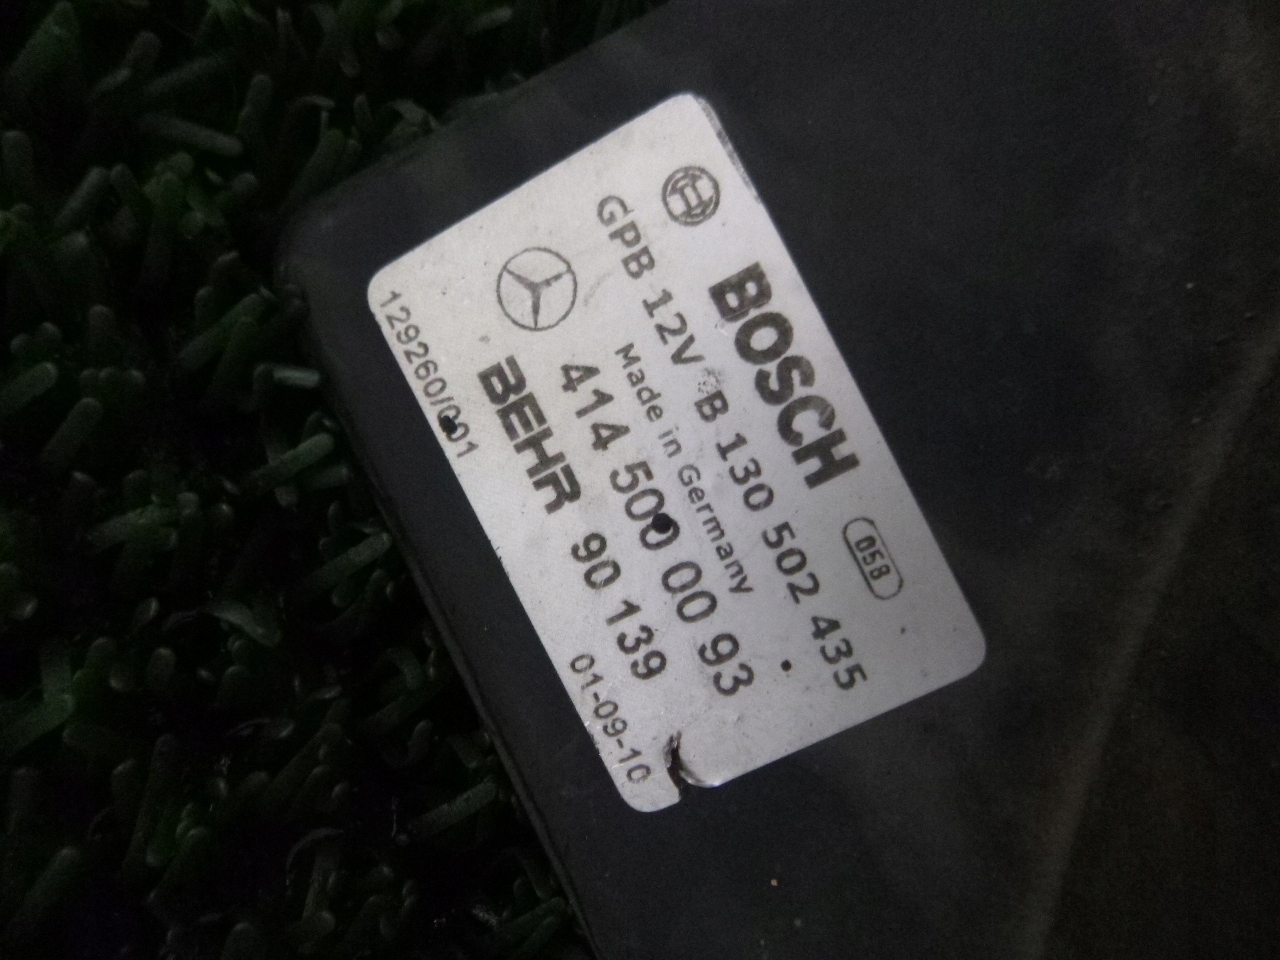 BOSCH 058
GPB 12V B 130 502 435
Made in Germany
414 500 00 93
BEHR 90 139
129260/001 01-09-10